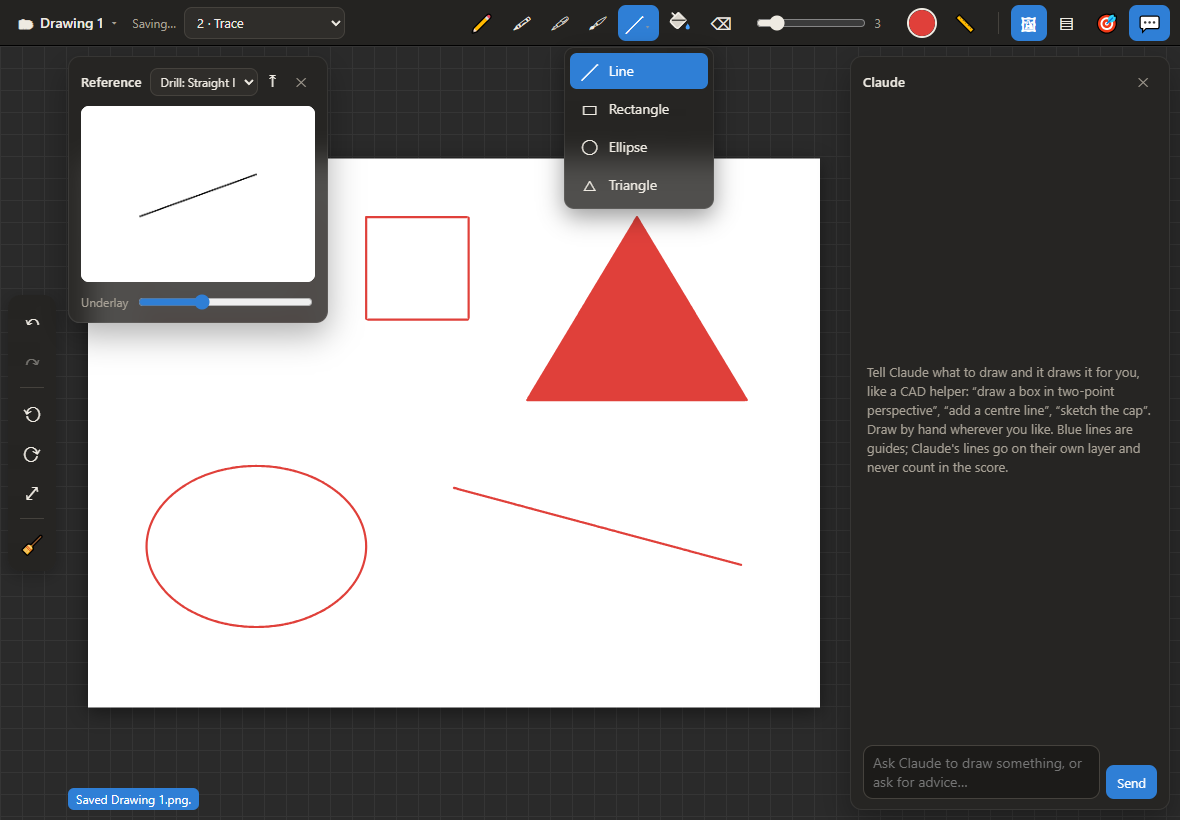 Drawing 1
Saving...
2 · Trace
3
Reference
Drill: Straight l
Underlay
Line
Rectangle
Ellipse
Triangle
Claude
Tell Claude what to draw and it draws it for you,
like a CAD helper: “draw a box in two-point
perspective”, “add a centre line”, “sketch the cap”.
Draw by hand wherever you like. Blue lines are
guides; Claude's lines go on their own layer and
never count in the score.
Ask Claude to draw something, or
ask for advice...
Send
Saved Drawing 1.png.